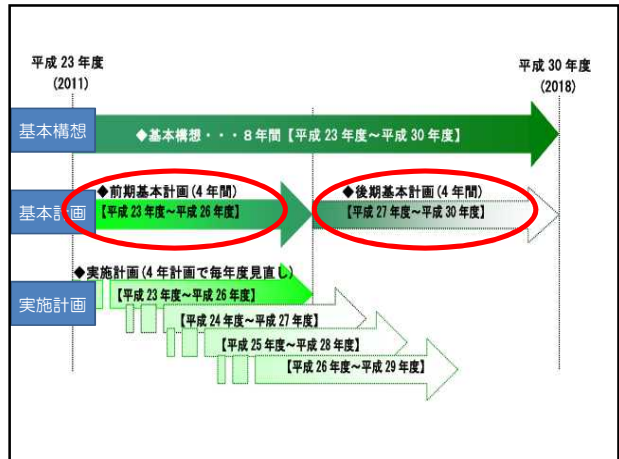 平成 23 年度
(2011)
平成 30 年度
(2018)
基本構想
◆基本構想・・・8年間【平成 23 年度～平成 30 年度】
基本計画
◆前期基本計画(4 年間)
【平成 23 年度～平成 26 年度】
◆後期基本計画(4 年間)
【平成 27 年度～平成 30 年度】
実施計画
◆実施計画(4 年計画で毎年度見直し)
【平成 23 年度～平成 26 年度】
【平成 24 年度～平成 27 年度】
【平成 25 年度～平成 28 年度】
【平成 26 年度～平成 29 年度】